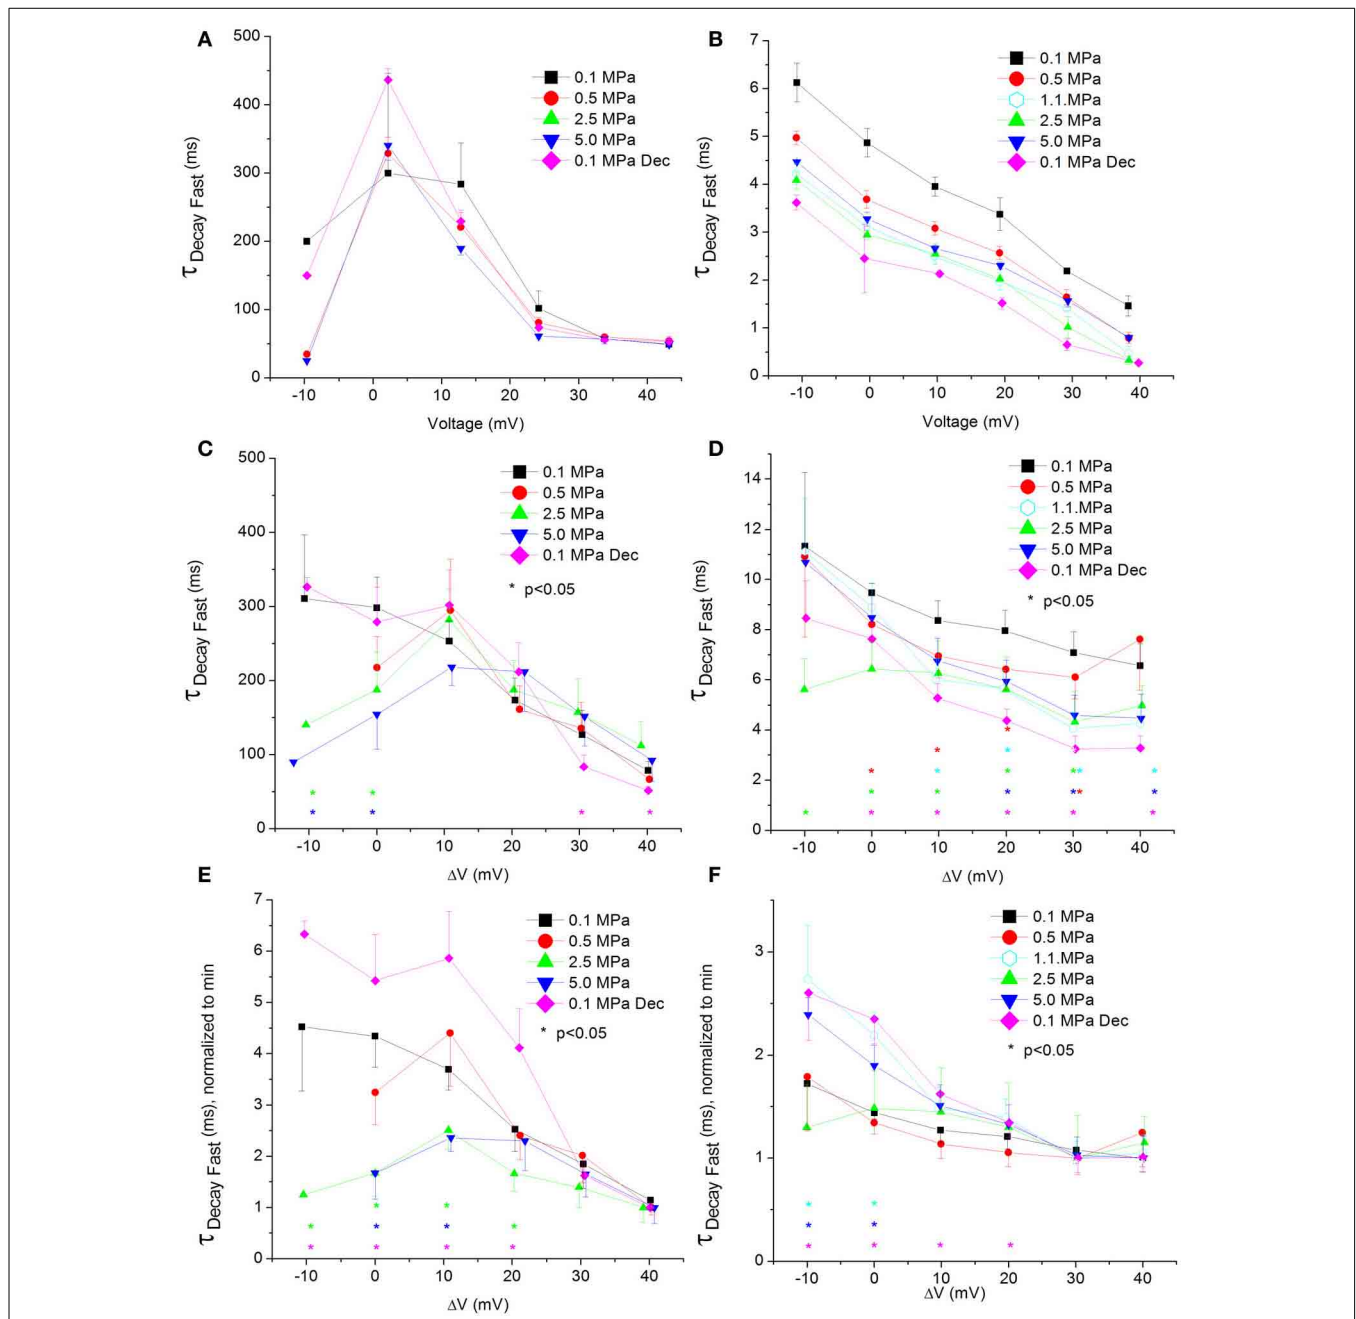 A
500
400
300
200
100
0
τ Decay Fast (ms)
-10 0 10 20 30 40
Voltage (mV)
0.1 MPa
0.5 MPa
2.5 MPa
5.0 MPa
0.1 MPa Dec
B
7
6
5
4
3
2
1
0
τ Decay Fast (ms)
-10 0 10 20 30 40
Voltage (mV)
0.1 MPa
0.5 MPa
1.1.MPa
2.5 MPa
5.0 MPa
0.1 MPa Dec
C
500
400
300
200
100
0
τ Decay Fast (ms)
-10 0 10 20 30 40
ΔV (mV)
0.1 MPa
0.5 MPa
2.5 MPa
5.0 MPa
0.1 MPa Dec
* p<0.05
D
14
12
10
8
6
4
2
0
τ Decay Fast (ms)
-10 0 10 20 30 40
ΔV (mV)
0.1 MPa
0.5 MPa
1.1.MPa
2.5 MPa
5.0 MPa
0.1 MPa Dec
* p<0.05
E
7
6
5
4
3
2
1
0
τ Decay Fast (ms), normalized to min
-10 0 10 20 30 40
ΔV (mV)
0.1 MPa
0.5 MPa
2.5 MPa
5.0 MPa
0.1 MPa Dec
* p<0.05
F
3
2
1
0
τ Decay Fast (ms), normalized to min
-10 0 10 20 30 40
ΔV (mV)
0.1 MPa
0.5 MPa
1.1.MPa
2.5 MPa
5.0 MPa
0.1 MPa Dec
* p<0.05